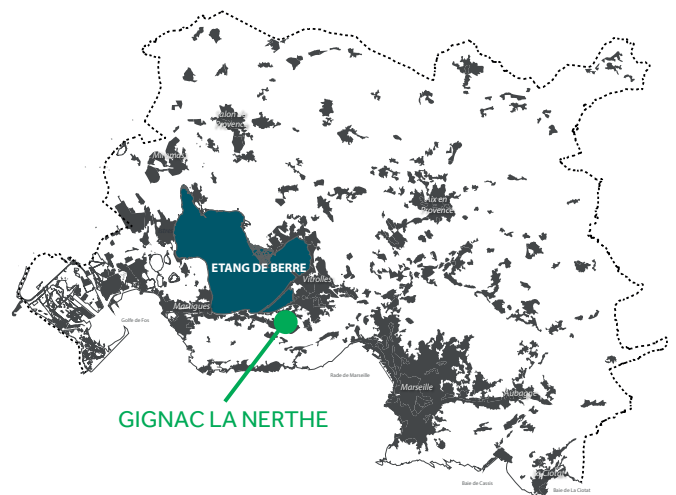 Salon de
Provence
Miramas
Aix en
Provence
ETANG DE BERRE
Vitrolles
Martigues
Golfe de Fos
Rade de Marseille
Marseille
Aubagne
GIGNAC LA NERTHE
La Ciotat
Baie de Cassis
Baie de La Ciotat